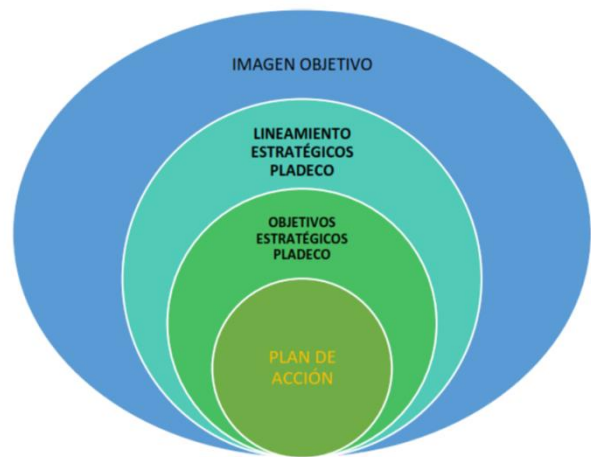 IMAGEN OBJETIVO
LINEAMIENTO
ESTRATÉGICOS
PLADECO
OBJETIVOS
ESTRATÉGICOS
PLADECO
PLAN DE
ACCIÓN